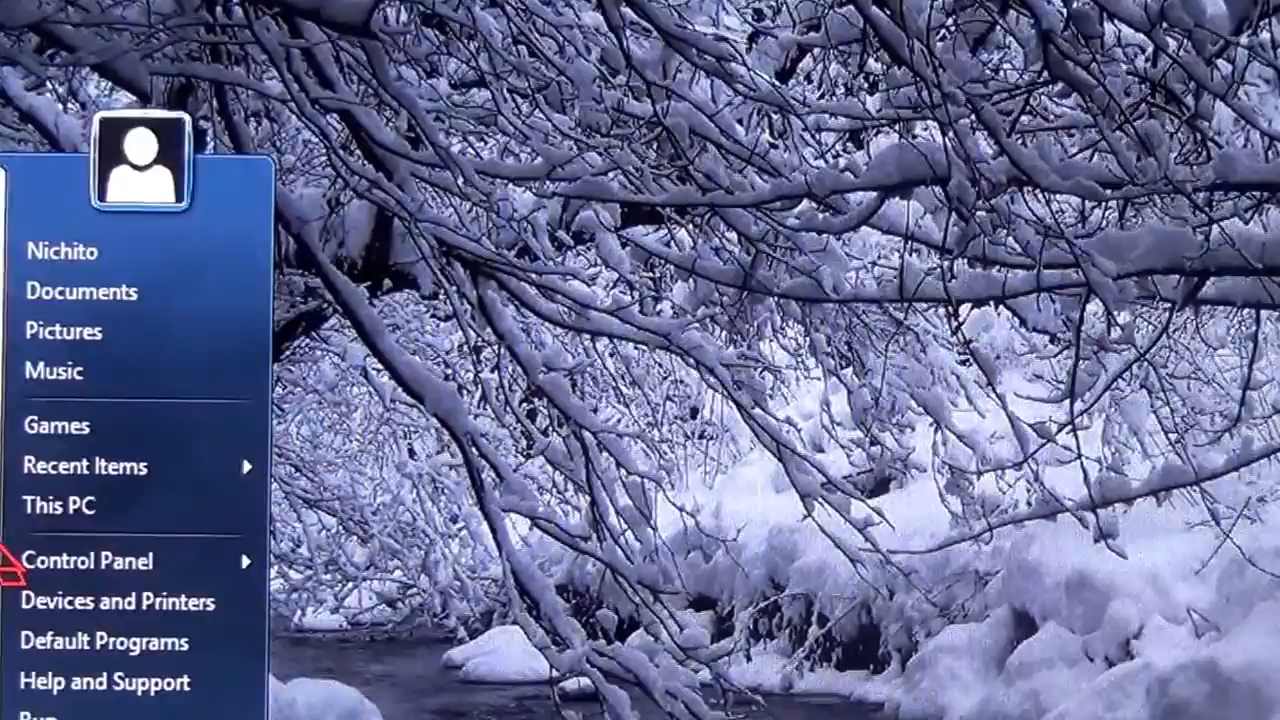 Nichito
Documents
Pictures
Music
Games
Recent Items
This PC
Control Panel
Devices and Printers
Default Programs
Help and Support